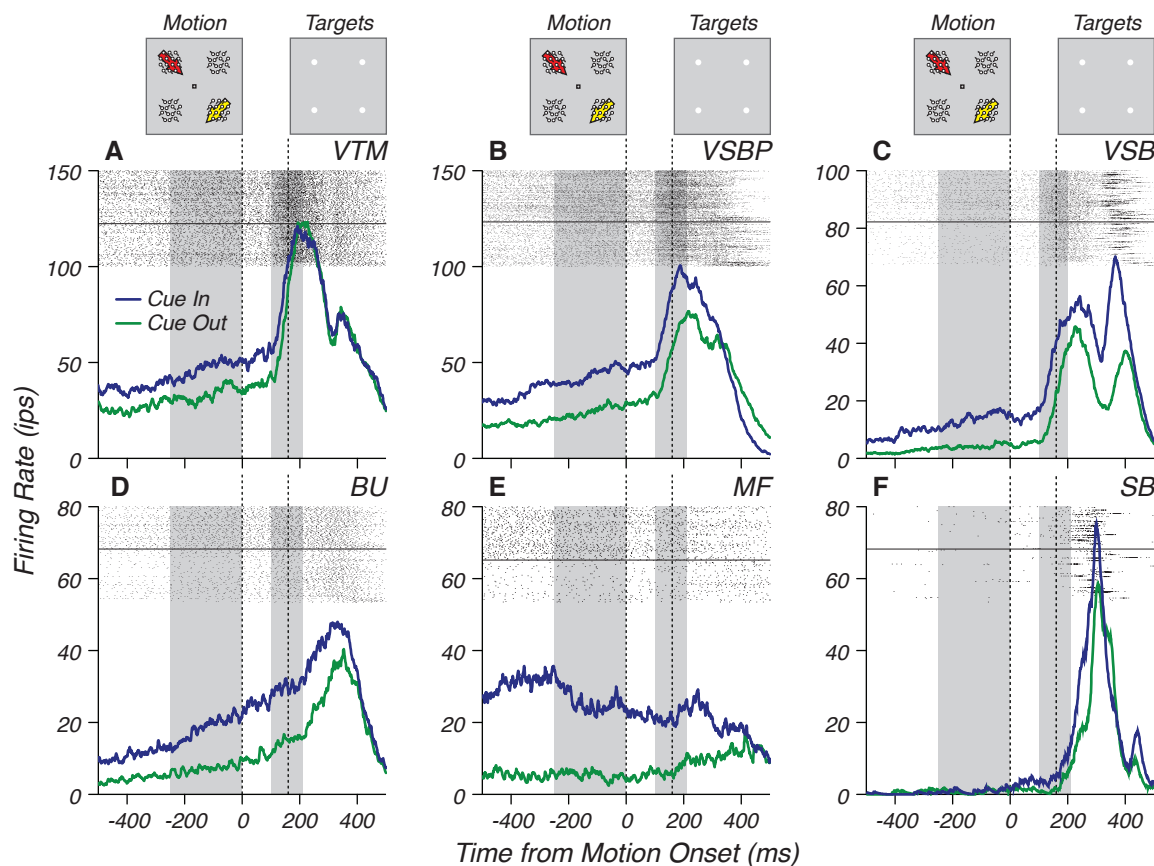 Motion Targets Motion Targets Motion Targets
A VTM B VSBP C VSB
150 150 100
80
100 100
60
Cue In
Cue Out
50 50 40
20
0 0 0
D BU E MF F SB
80 80 80
60 60 60
40 40 40
20 20 20
0 0 0
-400 -200 0 200 400 -400 -200 0 200 400 -400 -200 0 200 400
Firing Rate (ips)
Time from Motion Onset (ms)